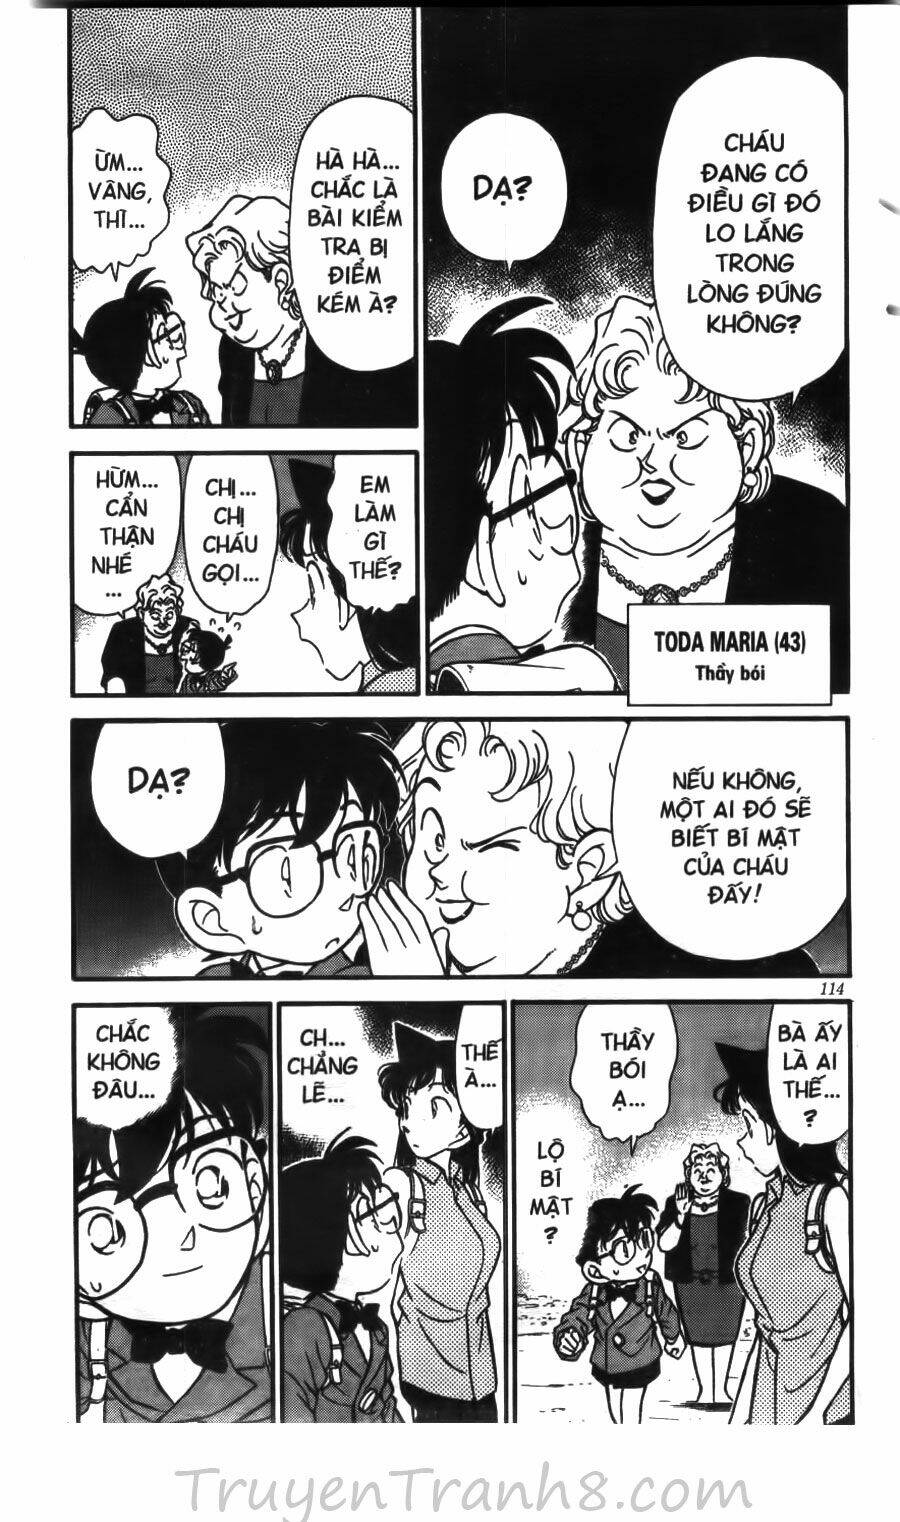 CHÁU
ĐANG CÓ
ĐIỀU GÌ ĐÓ
LO LẮNG
TRONG
LÒNG ĐÚNG
KHÔNG?
DẠ?
TODA MARIA (43)
Thầy bói
HÀ HÀ...
CHẮC LÀ
BÀI KIỂM
TRA BỊ
ĐIỂM
KÉM À?
ỪM...
VÂNG,
THÌ...
EM
LÀM
GÌ
THẾ?
CHỊ...
CHỊ
CHÁU
GỌI...
HỪM...
CẨN
THẬN
NHÉ
...
NẾU KHÔNG,
MỘT AI ĐÓ SẼ
BIẾT BÍ MẬT
CỦA CHÁU
ĐẤY!
DẠ?
114
BÀ ẤY
LÀ AI
THẾ...
?
THẦY
BÓI
Ạ...
LỘ
BÍ
MẬT
?
THẾ
À...
CH...
CHẲNG
LẼ...
CHẮC
KHÔNG
ĐÂU...
TruyenTranh8.com